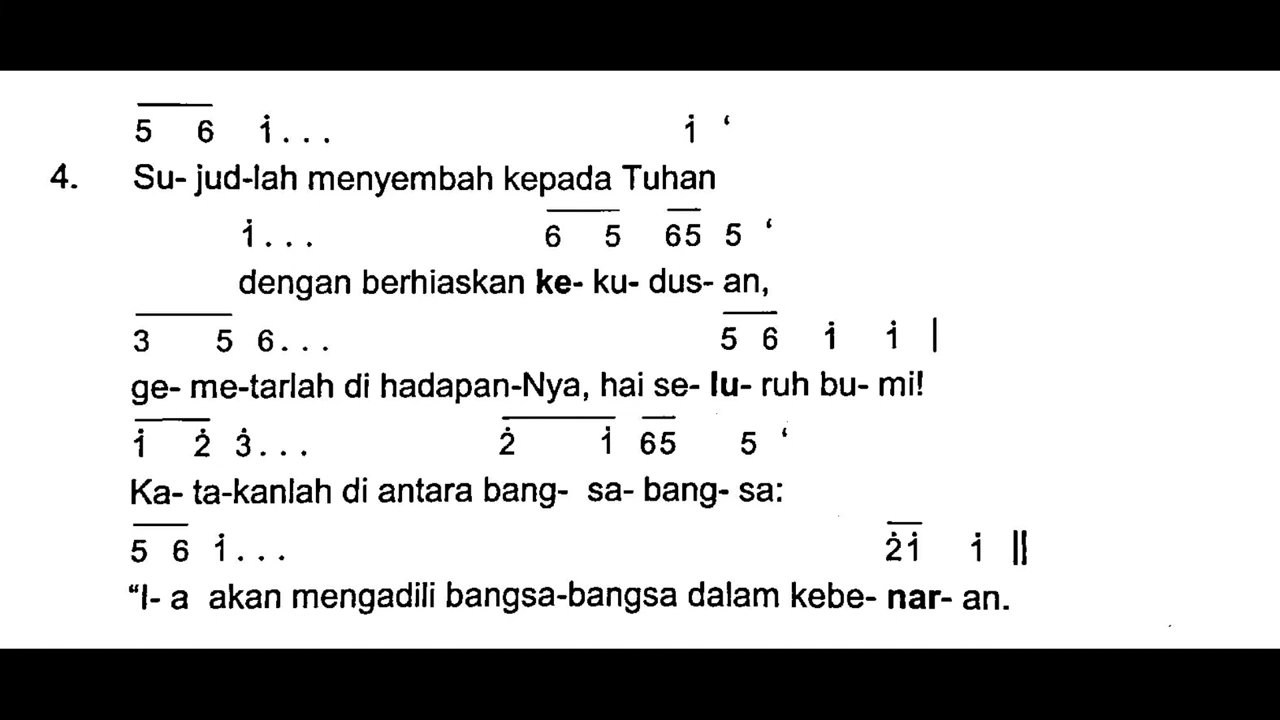 5 6 i̇... i̇ ‘
4. Su- jud-lah menyembah kepada Tuhan
i̇... 6 5 65 5 ‘
dengan berhiaskan ke- ku- dus- an,
3 5 6... 5 6 1̇ 1̇ |
ge- me-tarlah di hadapan-Nya, hai se- lu- ruh bu- mi!
1̇ 2̇ 3̇... 2̇ 1̇ 65 5 ‘
Ka- ta-kanlah di antara bang- sa- bang- sa:
5 6 1̇... 2̇1̇ 1̇ ||
“I- a akan mengadili bangsa-bangsa dalam kebe- nar- an.